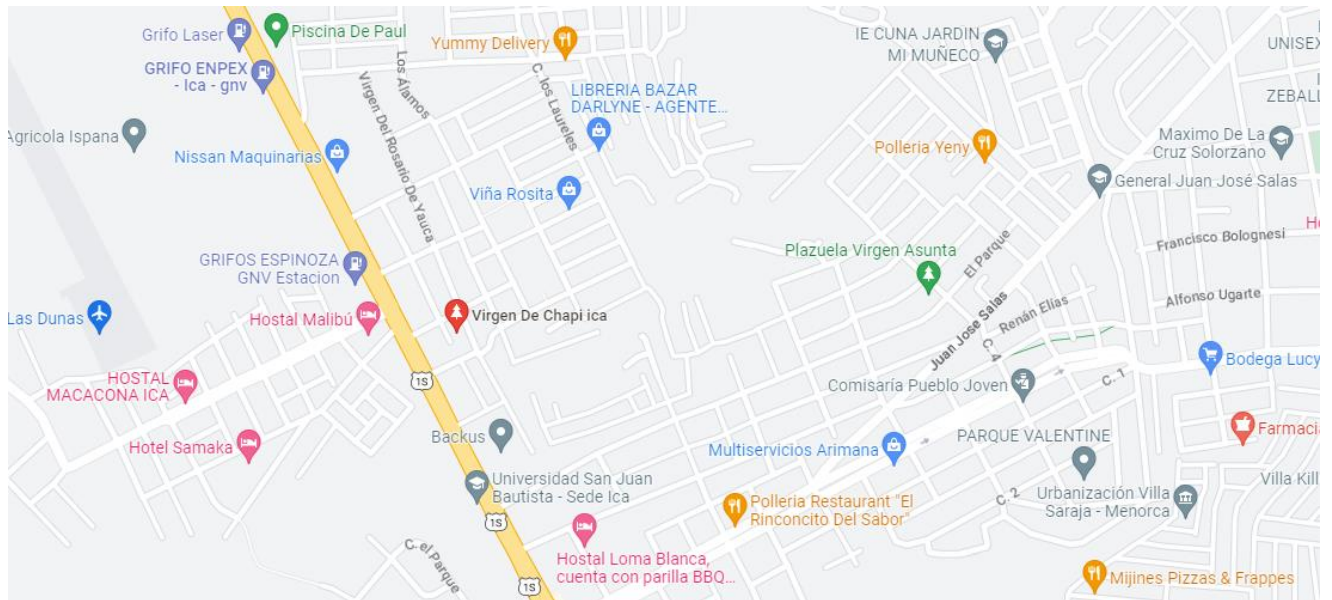 Grifo Laser
Piscina De Paul
GRIFO ENPEX
- Ica - gnv
Yummy Delivery
Los Álamos
Virgen Del Rosario De Yauca
C. los Laureles
LIBRERIA BAZAR
DARLYNE - AGENTE...
IE CUNA JARDIN
MI MUÑECO
UNISEX
ZEBALL
Agricola Ispana
Nissan Maquinarias
Viña Rosita
Polleria Yeny
Maximo De La
Cruz Solorzano
General Juan José Salas
Francisco Bolognesi
GRIFOS ESPINOZA
GNV Estacion
Plazuela Virgen Asunta
El Parque
Las Dunas
Hostal Malibú
Virgen De Chapi ica
Juan Jose Salas
Renán Elías
Alfonso Ugarte
C. 4
HOSTAL
MACACONA ICA
1S
Comisaría Pueblo Joven
C. 1
Bodega Lucy
Hotel Samaka
Backus
Multiservicios Arimana
PARQUE VALENTINE
Farmacia
Universidad San Juan
Bautista - Sede Ica
1S
Polleria Restaurant "El
Rinconcito Del Sabor"
C. 2
Urbanización Villa
Saraja - Menorca
Villa Kill
C. el Parque
Hostal Loma Blanca,
cuenta con parilla BBQ...
1S
Mijines Pizzas & Frappes